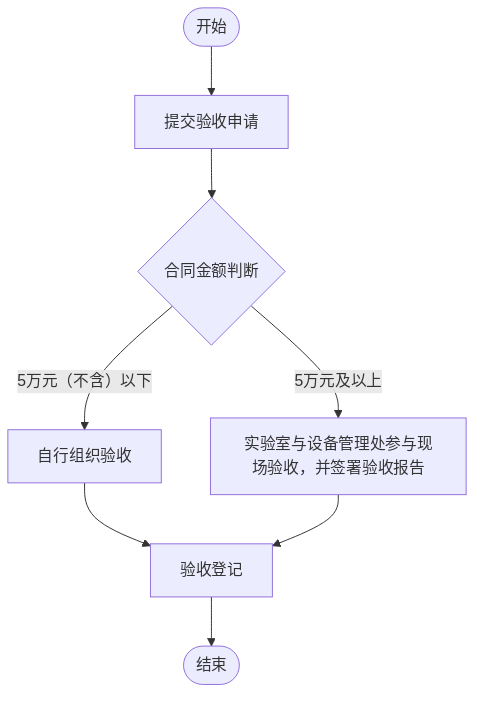 开始
提交验收申请
合同金额判断
5万元（不含）以下
5万元及以上
自行组织验收
实验室与设备管理处参与现
场验收，并签署验收报告
验收登记
结束